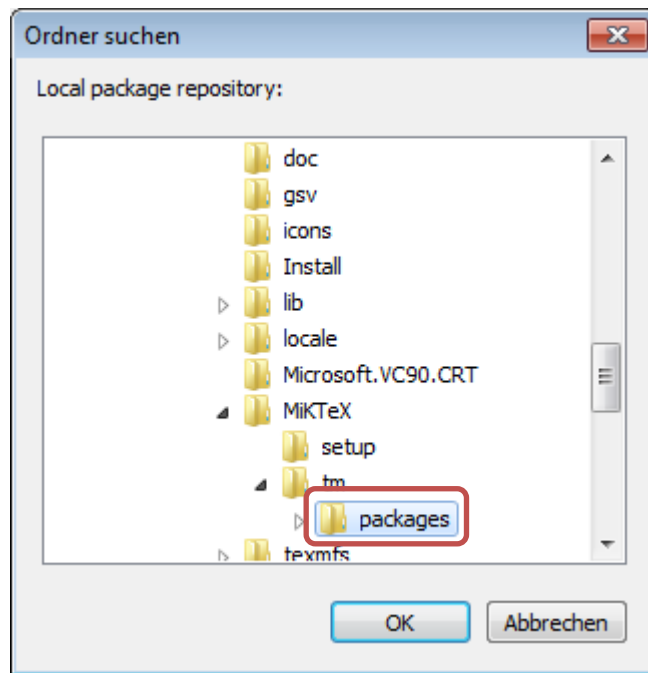 Ordner suchen
Local package repository:
doc
gsv
icons
Install
lib
locale
Microsoft.VC90.CRT
MiKTeX
setup
tm
packages
texmfs
OK
Abbrechen